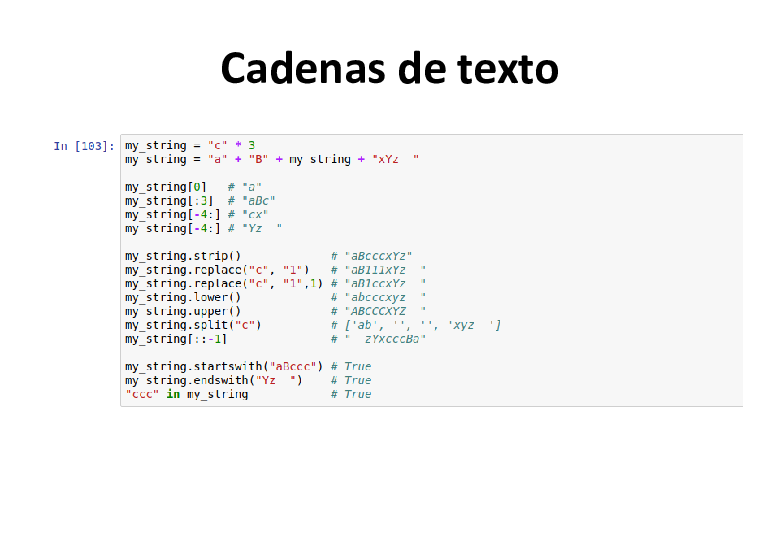 Cadenas de texto
In [103]: my_string = "c" * 3
my_string = "a" + "B" + my_string + "xYz  "
my_string[0]   # "a"
my_string[:3]  # "aBc"
my_string[-4:] # "cx"
my_string[-4:] # "Yz  "
my_string.strip()             # "aBcccxYz"
my_string.replace("c", "1")   # "aB111xYz  "
my_string.replace("c", "1",1) # "aB1ccxYz  "
my_string.lower()             # "abcccxyz  "
my_string.upper()             # "ABCCCXYZ  "
my_string.split("c")          # ['ab', '', '', 'xyz  ']
my_string[::-1]               # "  zYxcccBa"
my_string.startswith("aBccc") # True
my_string.endswith("Yz  ")    # True
"ccc" in my_string            # True